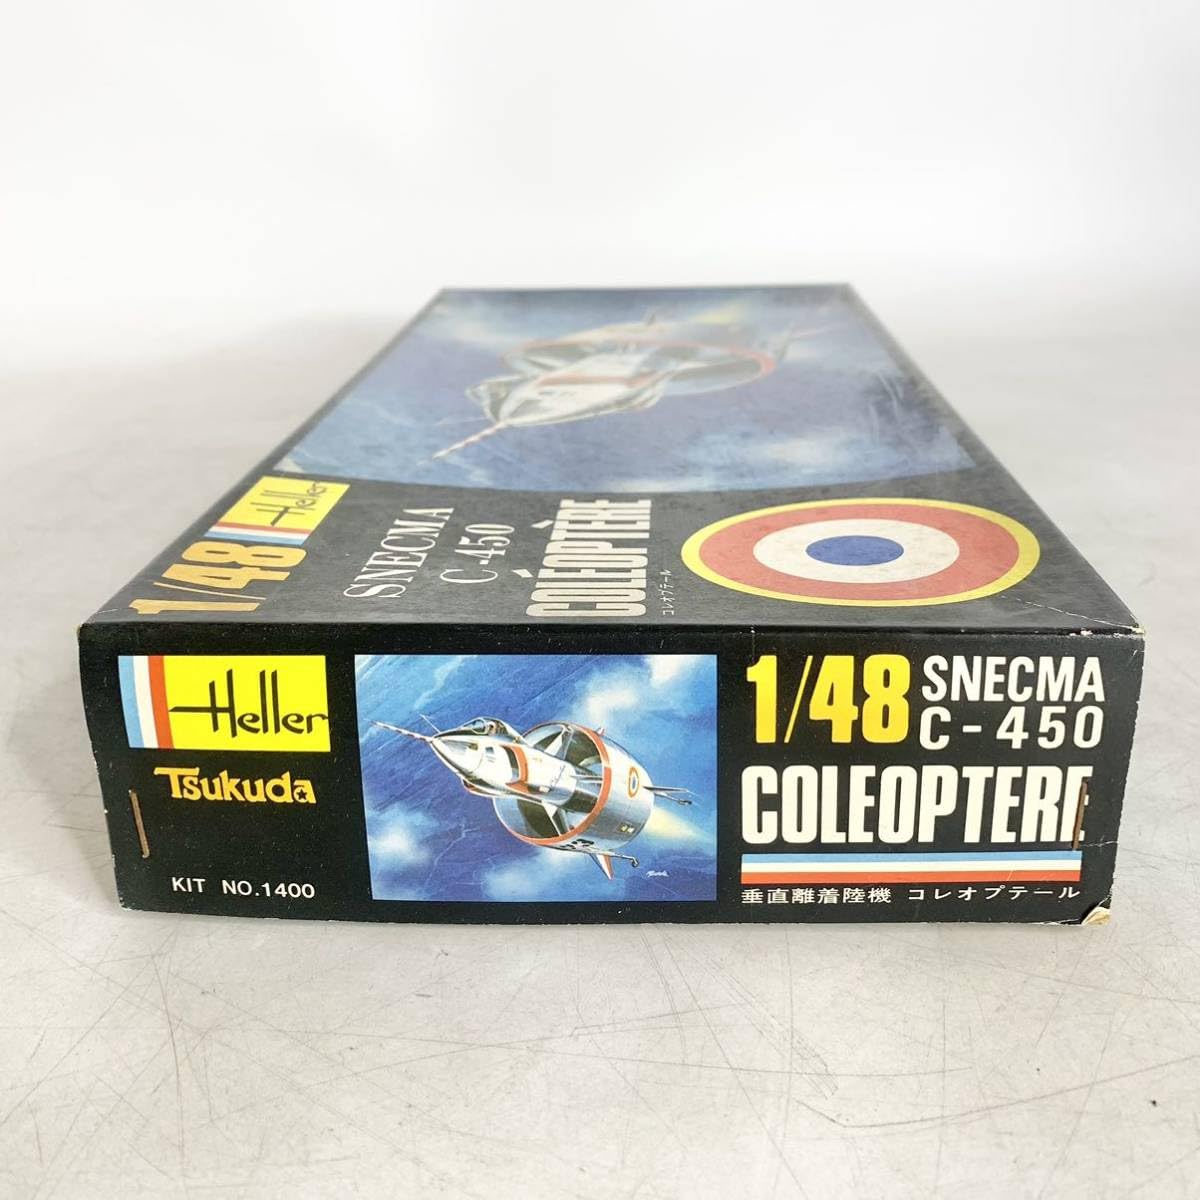 1/48
Heller
SNECMA
C-450
COLÉOPTÈRE
コレオプテール
Heller
Tsukuda
KIT NO.1400
1/48
SNECMA
C-450
COLEOPTERE
垂直離着陸機 コレオプテール